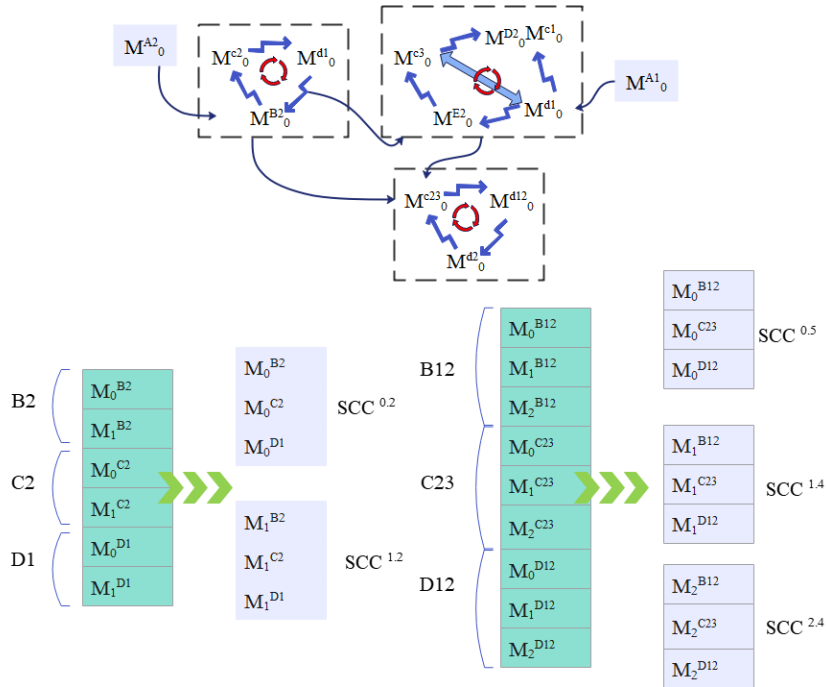 M^A2_0
M^c2_0
M^d1_0
M^B2_0
M^c3_0
M^D2_0
M^c1_0
M^E2_0
M^d1_0
M^A1_0
M^c23_0
M^d12_0
M^d2_0
B2
C2
D1
M_0^B2
M_1^B2
M_0^C2
M_1^C2
M_0^D1
M_1^D1
M_0^B2
M_0^C2
M_0^D1
SCC^0.2
M_1^B2
M_1^C2
M_1^D1
SCC^1.2
B12
C23
D12
M_0^B12
M_1^B12
M_2^B12
M_0^C23
M_1^C23
M_2^C23
M_0^D12
M_1^D12
M_2^D12
M_0^B12
M_0^C23
M_0^D12
SCC^0.5
M_1^B12
M_1^C23
M_1^D12
SCC^1.4
M_2^B12
M_2^C23
M_2^D12
SCC^2.4